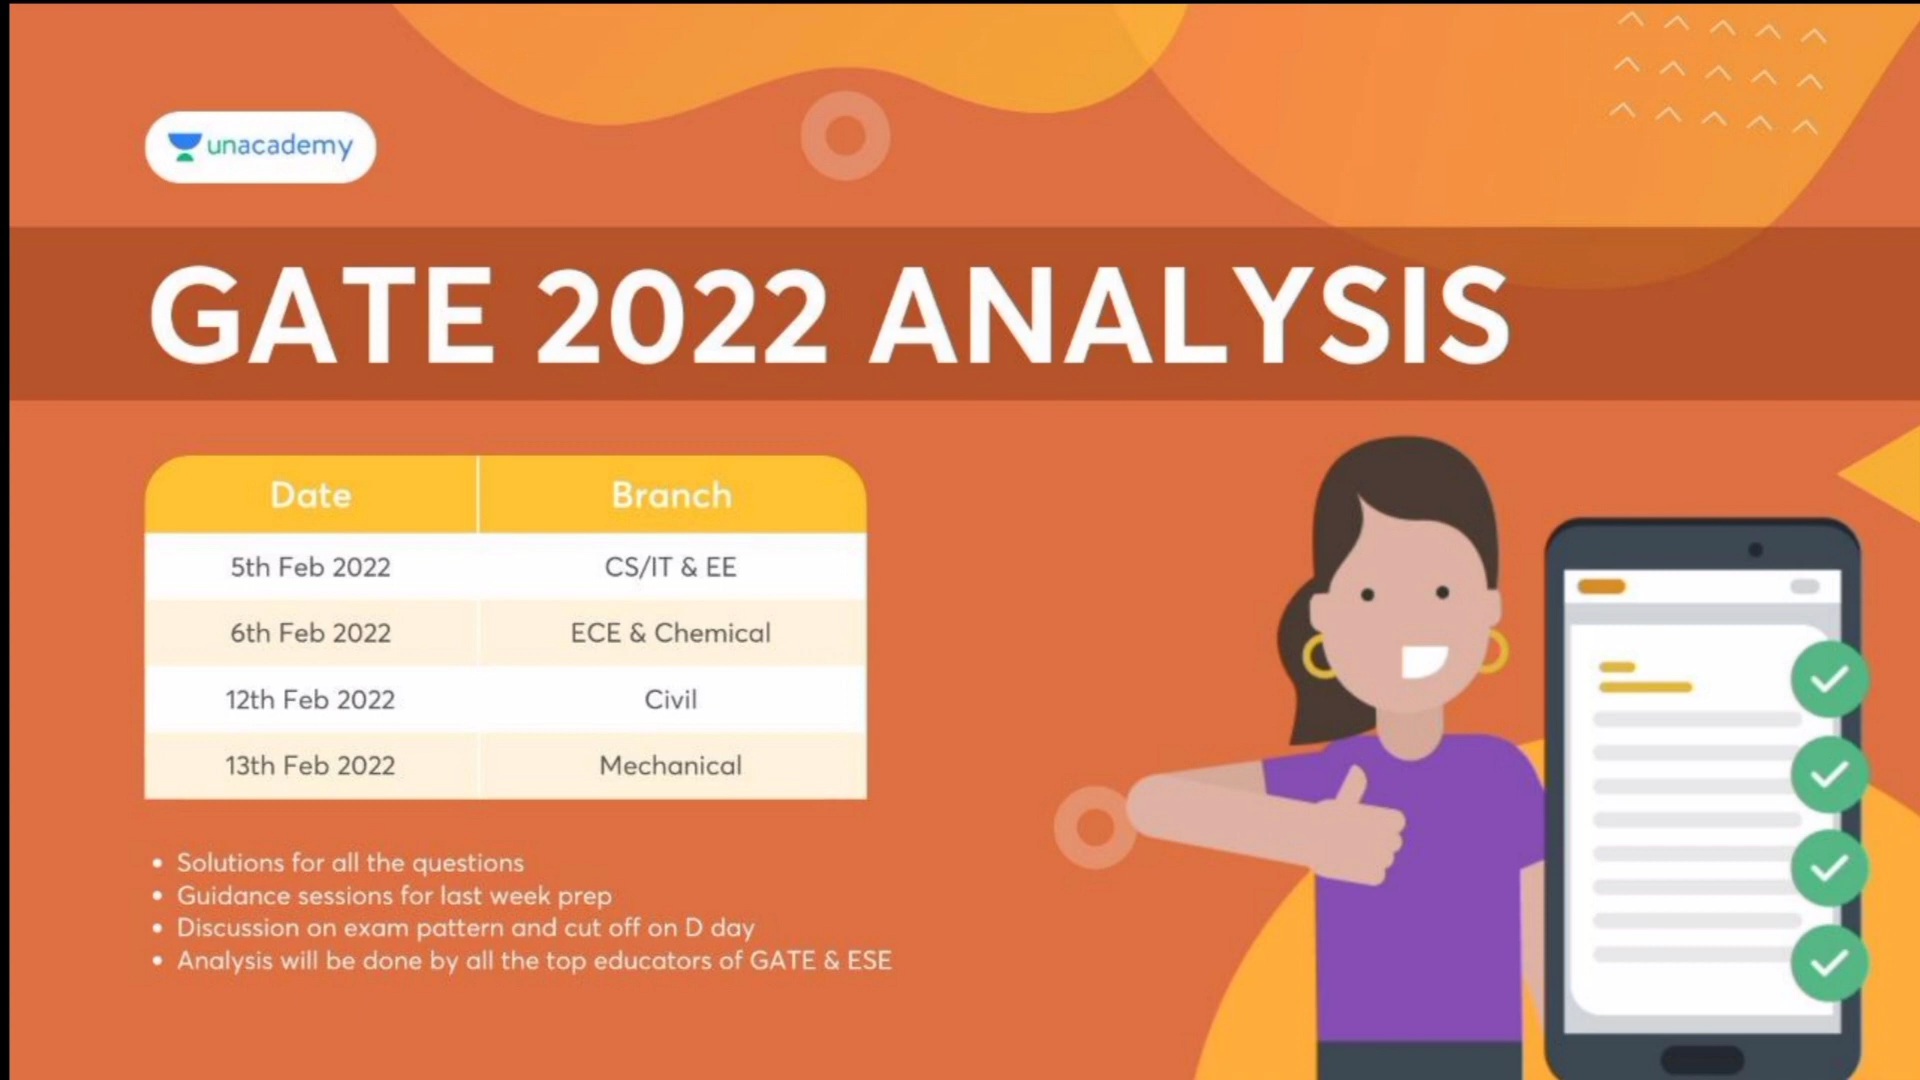 unacademy
GATE 2022 ANALYSIS
Date Branch
5th Feb 2022 CS/IT & EE
6th Feb 2022 ECE & Chemical
12th Feb 2022 Civil
13th Feb 2022 Mechanical
• Solutions for all the questions
• Guidance sessions for last week prep
• Discussion on exam pattern and cut off on D day
• Analysis will be done by all the top educators of GATE & ESE